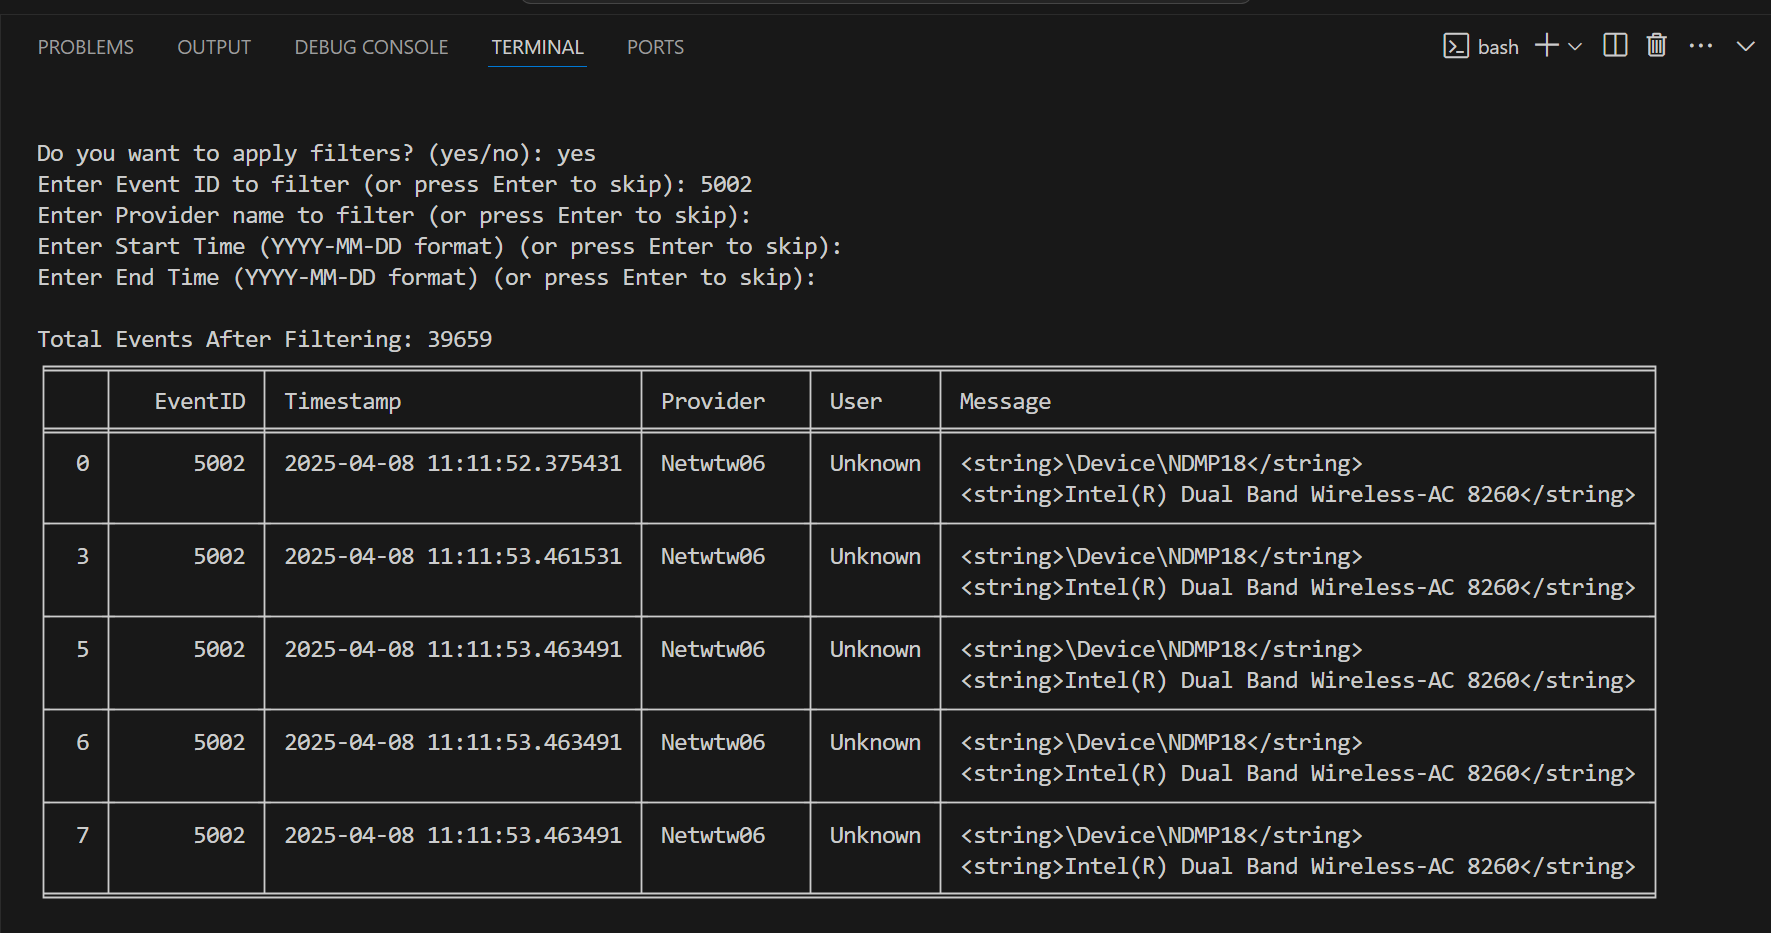 PROBLEMS OUTPUT DEBUG CONSOLE TERMINAL PORTS bash
Do you want to apply filters? (yes/no): yes
Enter Event ID to filter (or press Enter to skip): 5002
Enter Provider name to filter (or press Enter to skip):
Enter Start Time (YYYY-MM-DD format) (or press Enter to skip):
Enter End Time (YYYY-MM-DD format) (or press Enter to skip):
Total Events After Filtering: 39659
EventID Timestamp Provider User Message
0 5002 2025-04-08 11:11:52.375431 Netwtw06 Unknown <string>\Device\NDMP18</string>
<string>Intel(R) Dual Band Wireless-AC 8260</string>
3 5002 2025-04-08 11:11:53.461531 Netwtw06 Unknown <string>\Device\NDMP18</string>
<string>Intel(R) Dual Band Wireless-AC 8260</string>
5 5002 2025-04-08 11:11:53.463491 Netwtw06 Unknown <string>\Device\NDMP18</string>
<string>Intel(R) Dual Band Wireless-AC 8260</string>
6 5002 2025-04-08 11:11:53.463491 Netwtw06 Unknown <string>\Device\NDMP18</string>
<string>Intel(R) Dual Band Wireless-AC 8260</string>
7 5002 2025-04-08 11:11:53.463491 Netwtw06 Unknown <string>\Device\NDMP18</string>
<string>Intel(R) Dual Band Wireless-AC 8260</string>